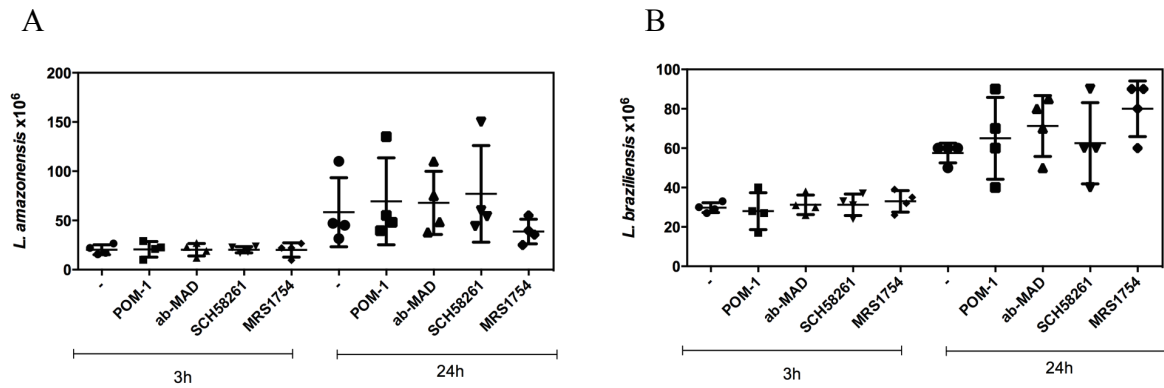 A
L. amazonensis x10⁶
200
150
100
50
0
-
POM-1
ab-MAD
SCH58261
MRS1754
-
POM-1
ab-MAD
SCH58261
MRS1754
3h
24h
B
L. braziliensis x10⁶
100
80
60
40
20
0
-
POM-1
ab-MAD
SCH58261
MRS1754
-
POM-1
ab-MAD
SCH58261
MRS1754
3h
24h